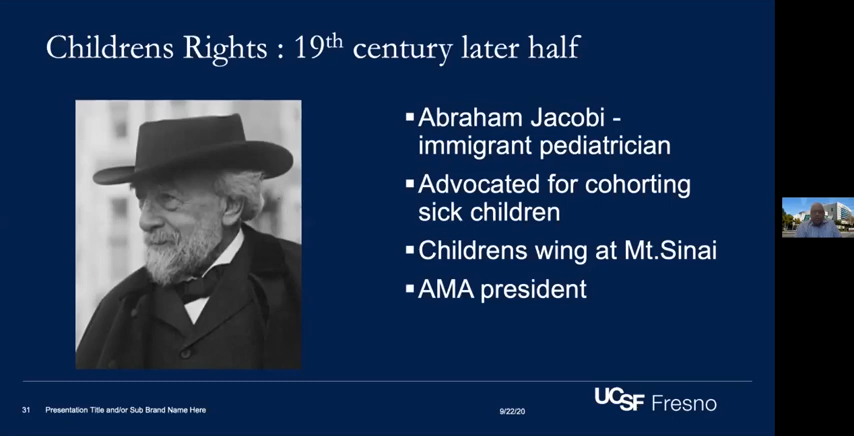 Childrens Rights : 19th century later half
▪Abraham Jacobi -
immigrant pediatrician
▪Advocated for cohorting
sick children
▪Childrens wing at Mt.Sinai
▪AMA president
31 Presentation Title and/or Sub Brand Name Here
9/22/20
UCSF Fresno